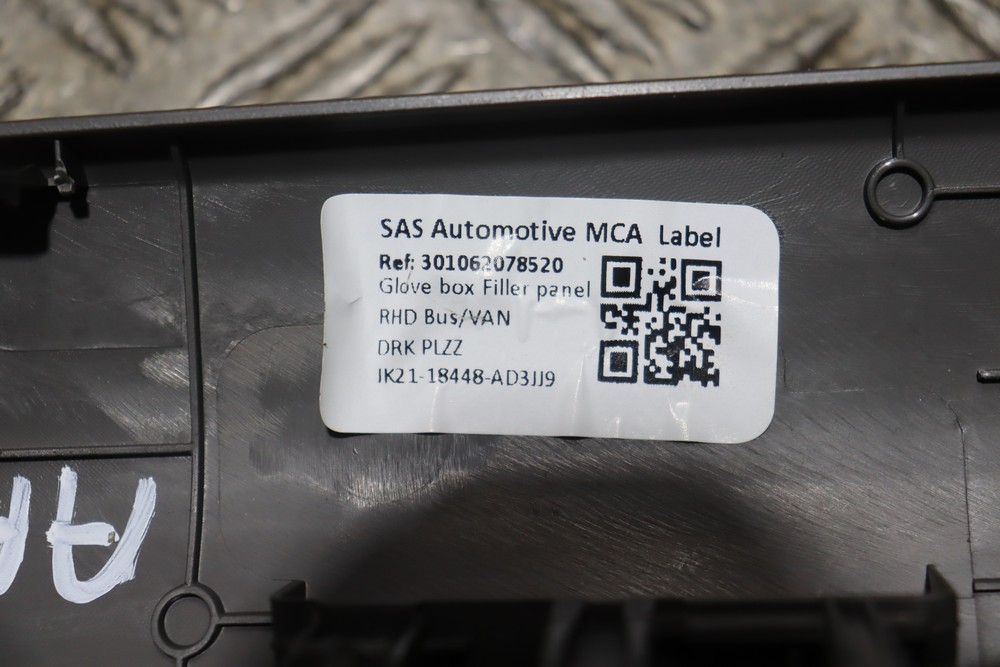 SAS Automotive MCA Label
Ref: 301062078520
Glove box Filler panel
RHD Bus/VAN
DRK PLZZ
JK21-18448-AD3JJ9